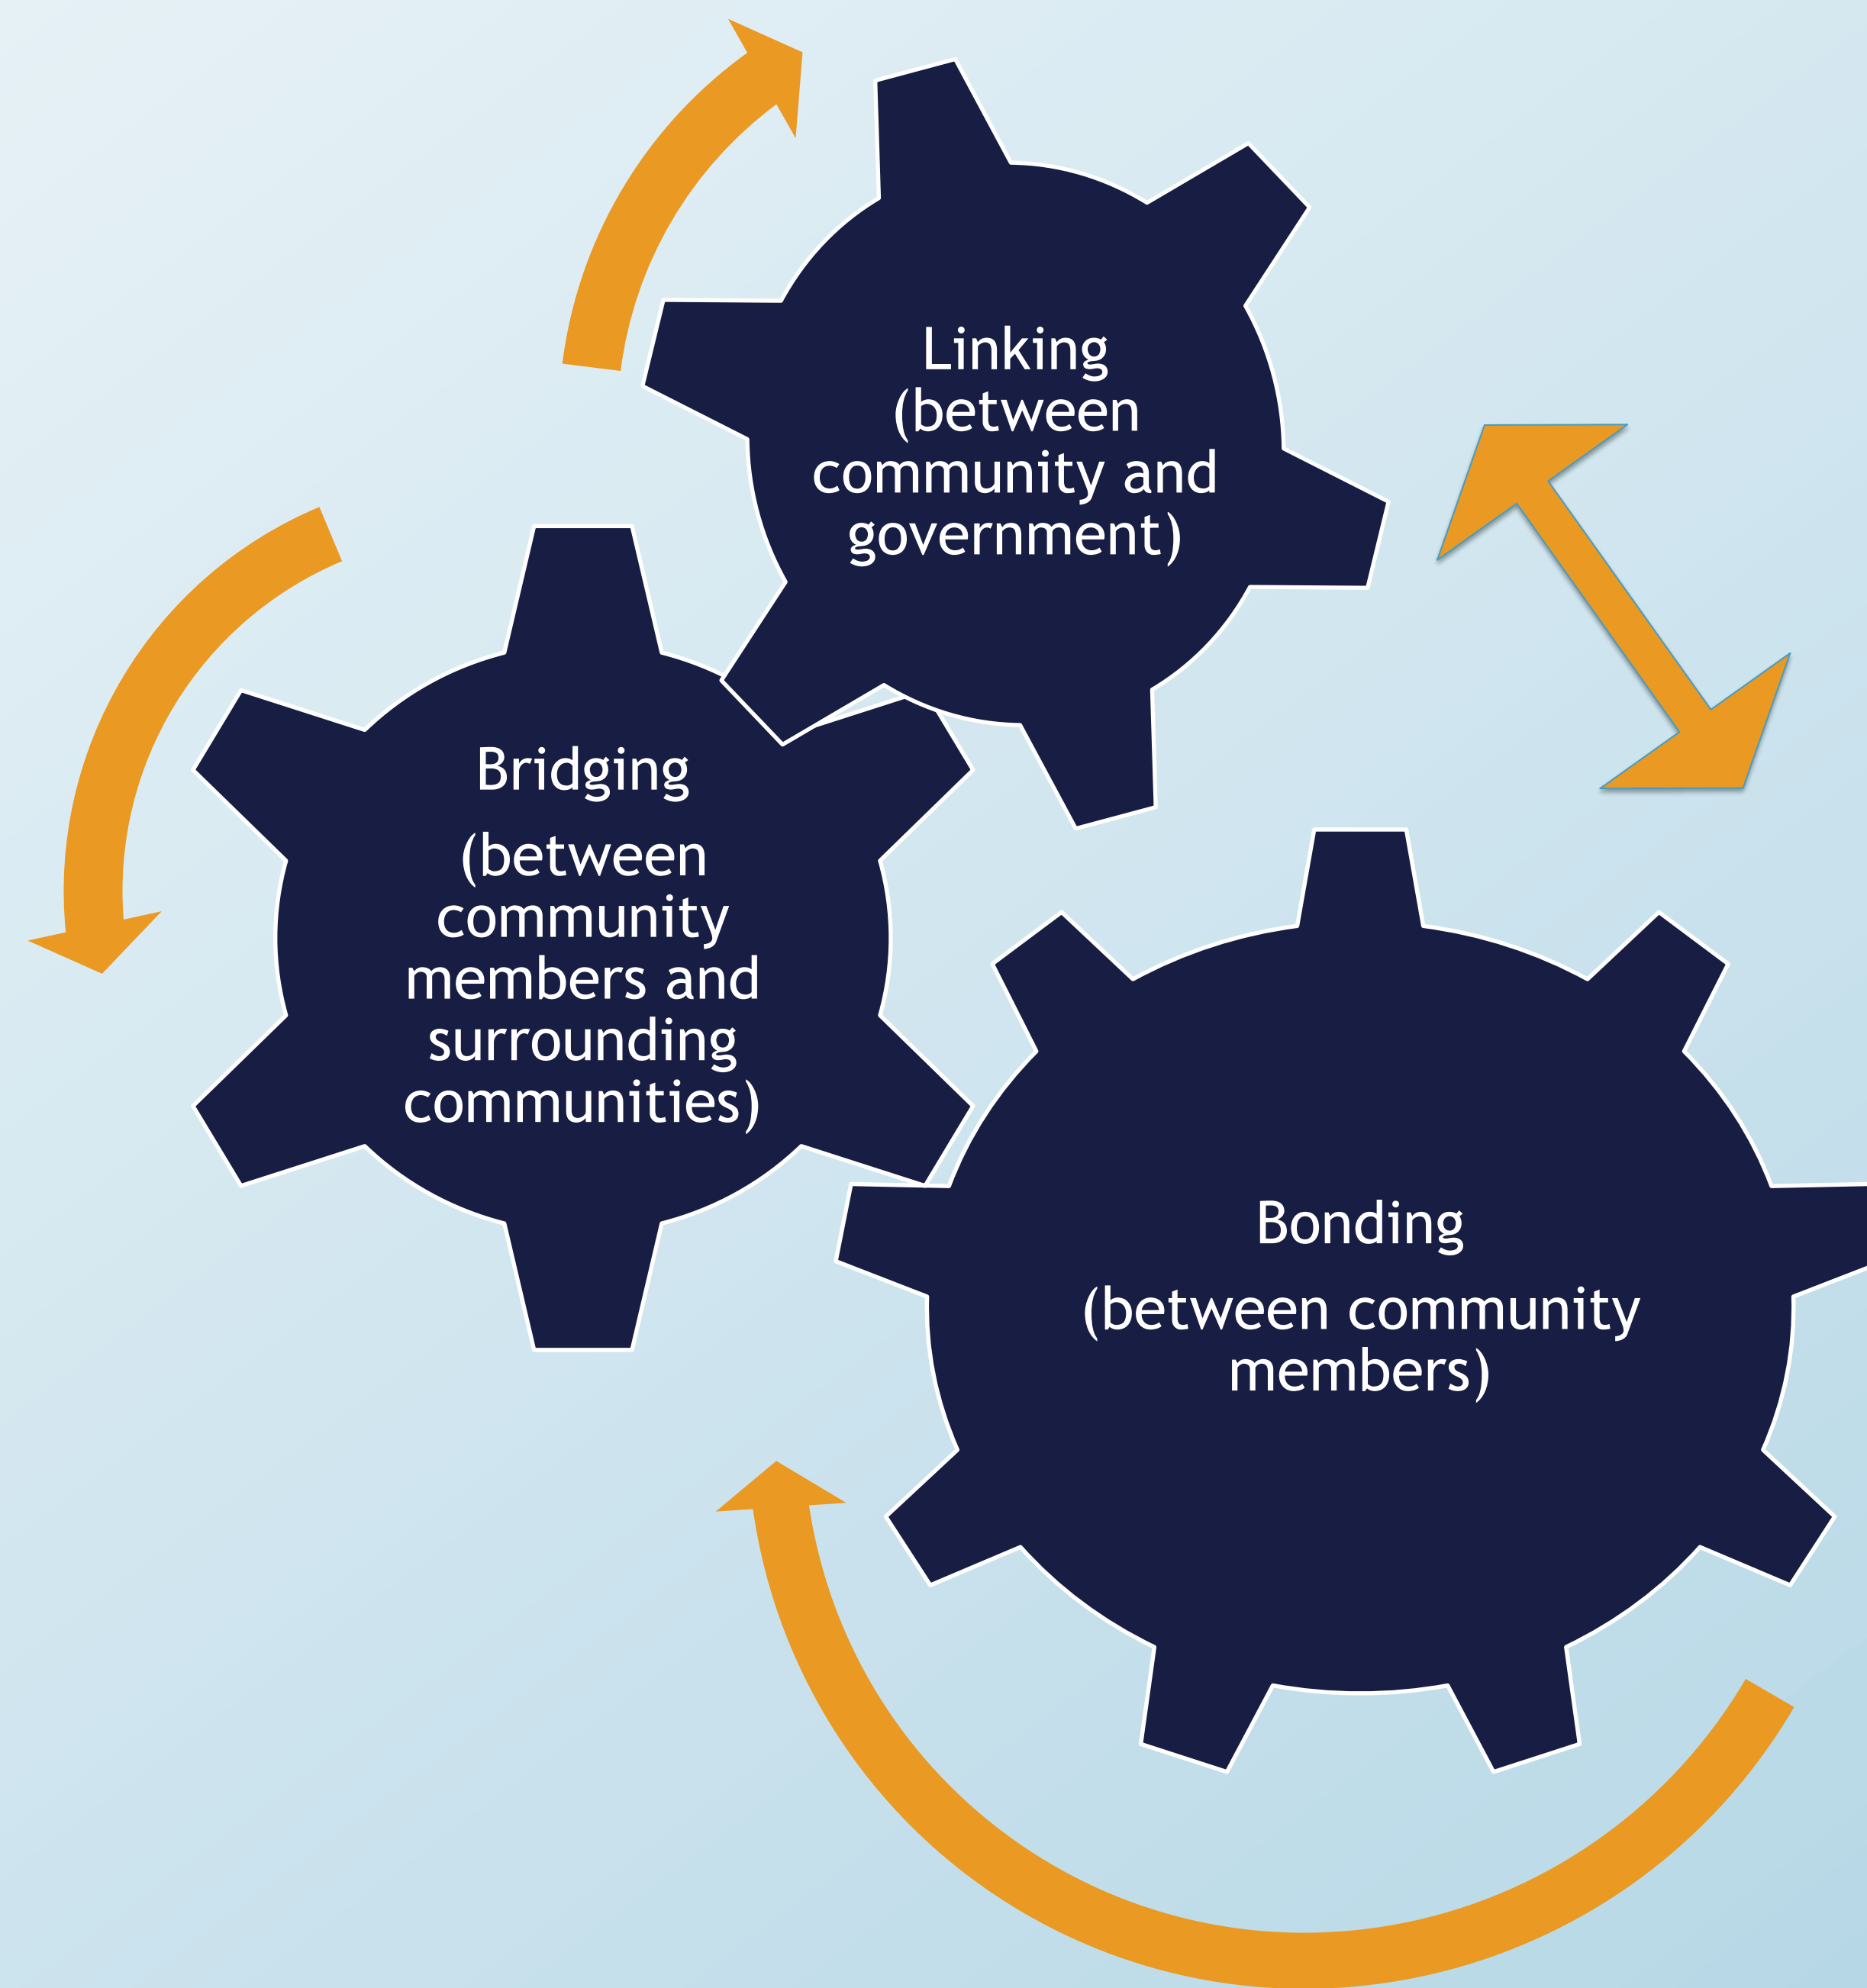 Linking
(between
community and
government)
Bridging
(between
community
members and
surrounding
communities)
Bonding
(between community
members)